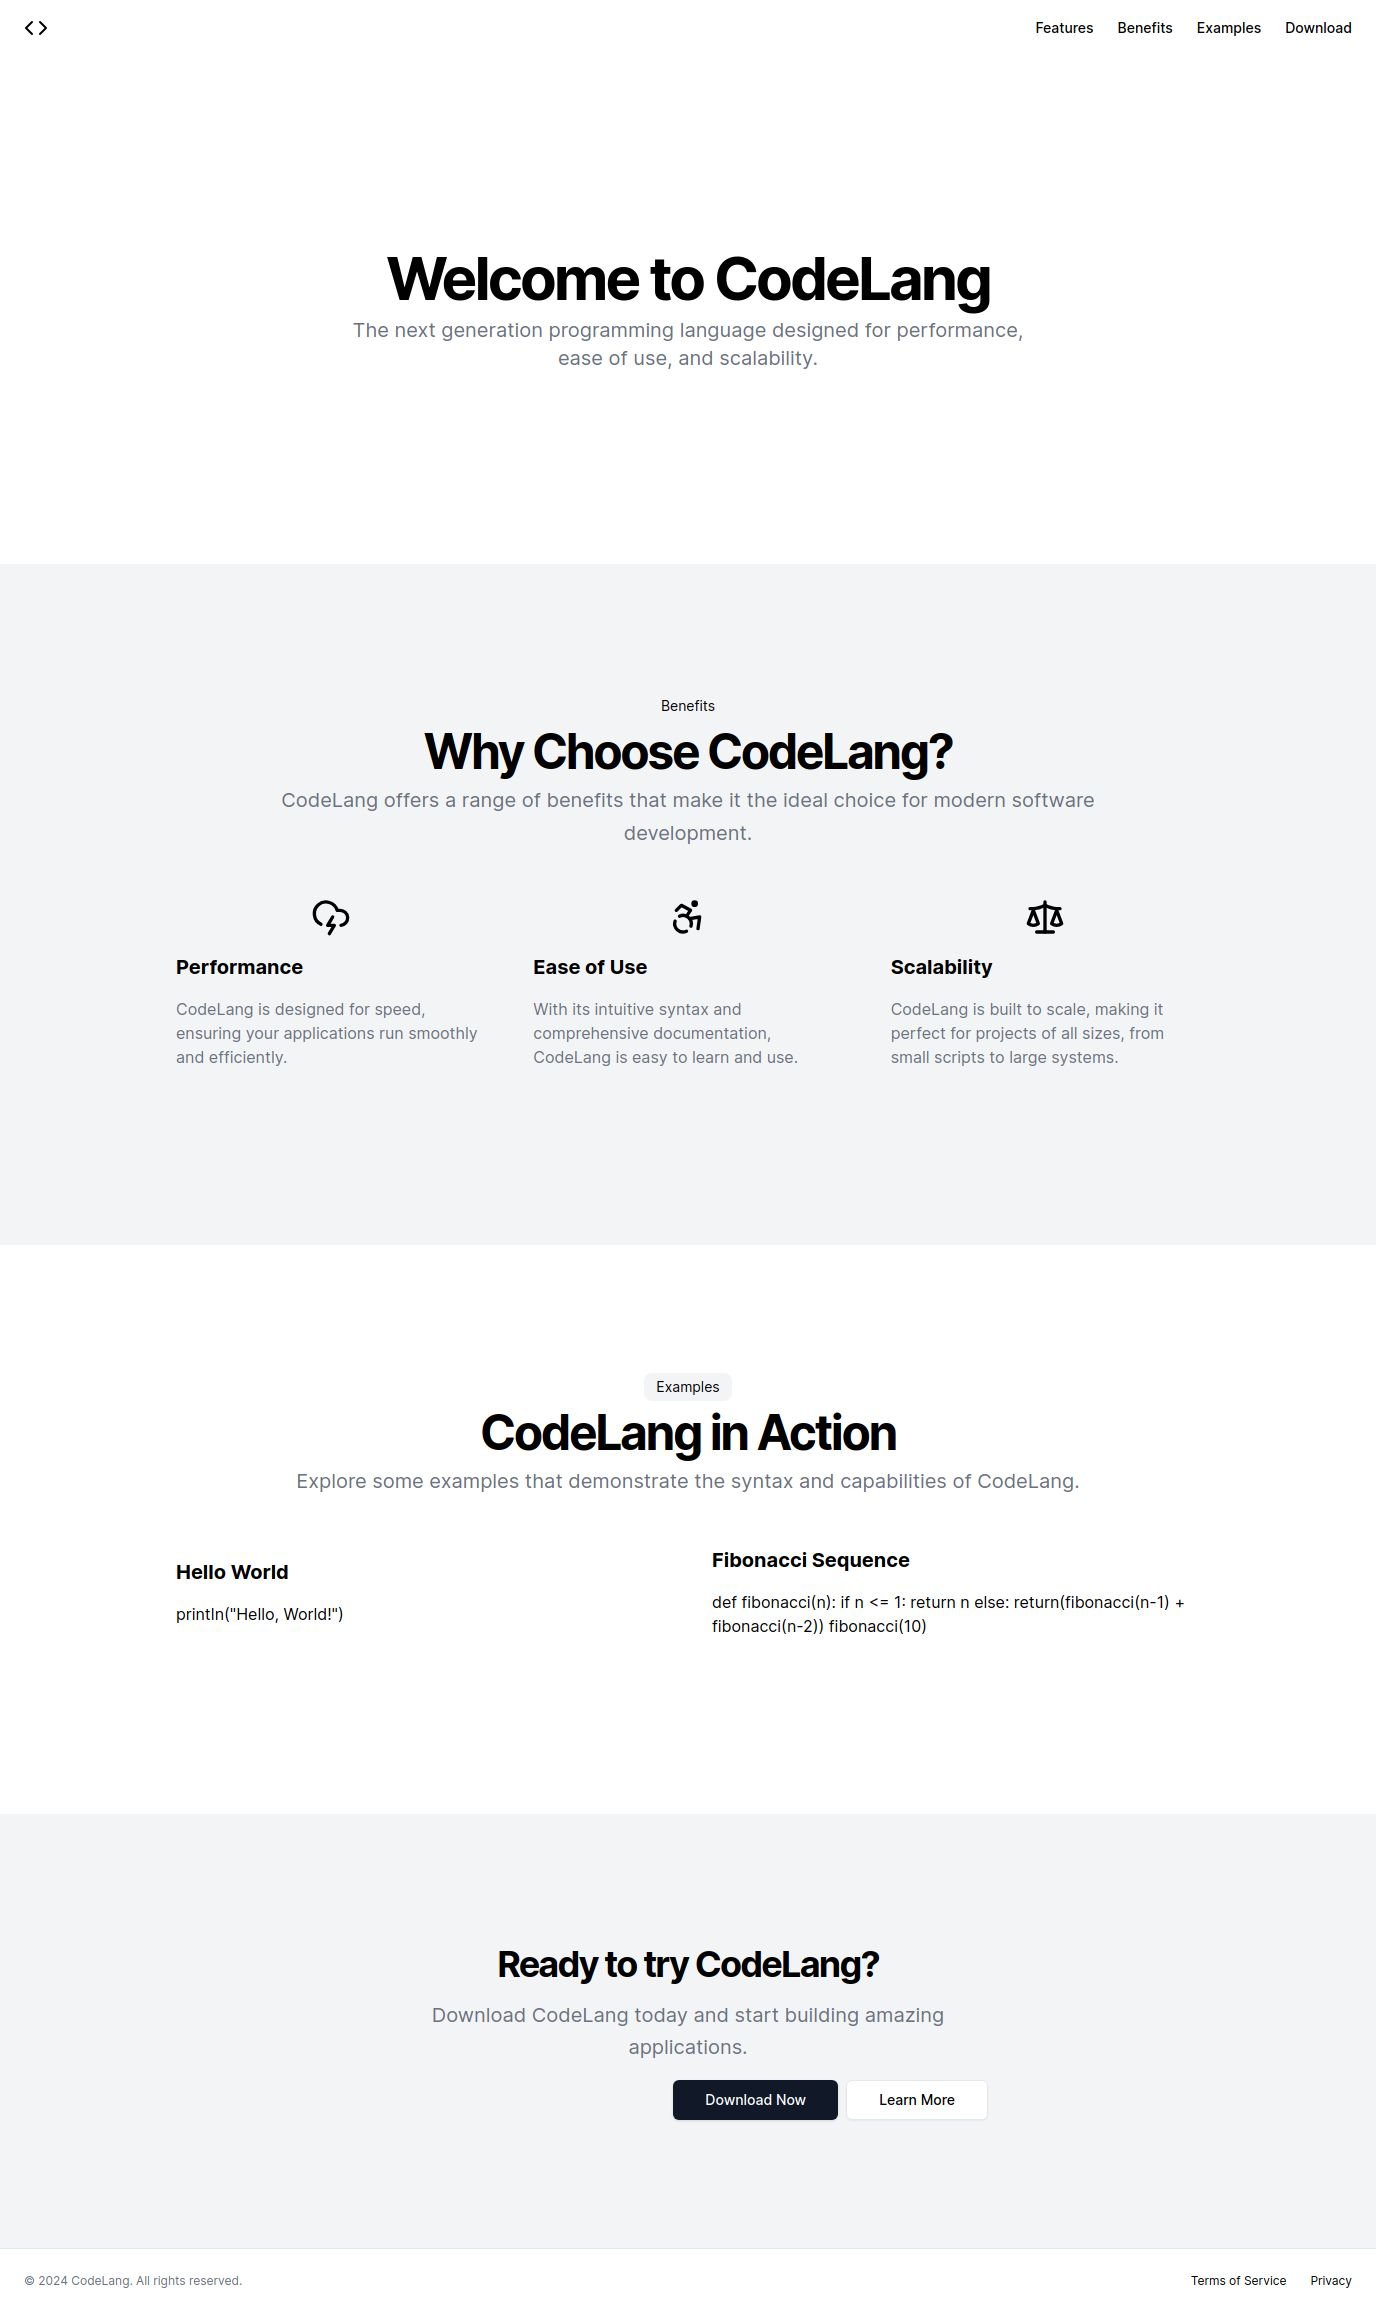 Features Benefits Examples Download
Welcome to CodeLang
The next generation programming language designed for performance,
ease of use, and scalability.
Benefits
Why Choose CodeLang?
CodeLang offers a range of benefits that make it the ideal choice for modern software
development.
Performance
CodeLang is designed for speed,
ensuring your applications run smoothly
and efficiently.
Ease of Use
With its intuitive syntax and
comprehensive documentation,
CodeLang is easy to learn and use.
Scalability
CodeLang is built to scale, making it
perfect for projects of all sizes, from
small scripts to large systems.
Examples
CodeLang in Action
Explore some examples that demonstrate the syntax and capabilities of CodeLang.
Hello World
println("Hello, World!")
Fibonacci Sequence
def fibonacci(n): if n <= 1: return n else: return(fibonacci(n-1) +
fibonacci(n-2)) fibonacci(10)
Ready to try CodeLang?
Download CodeLang today and start building amazing
applications.
Download Now Learn More
© 2024 CodeLang. All rights reserved.
Terms of Service Privacy